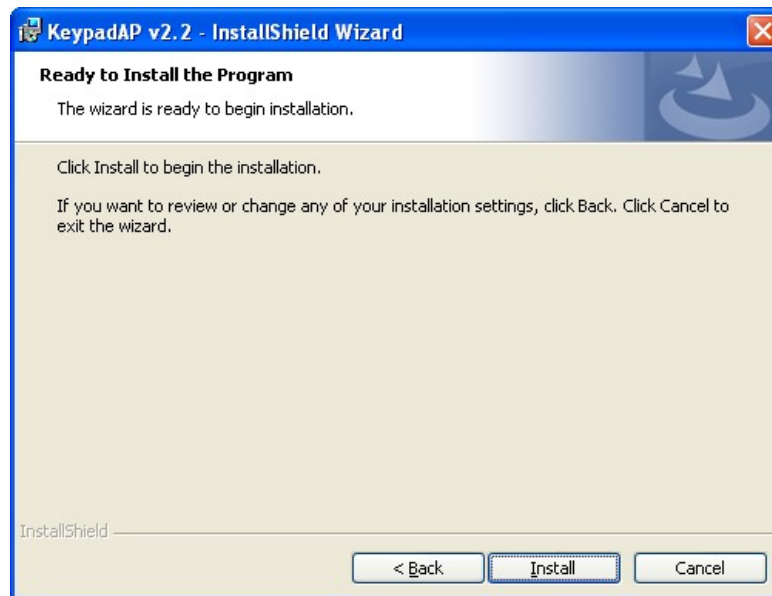 KeypadAP v2.2 - InstallShield Wizard
Ready to Install the Program
The wizard is ready to begin installation.
Click Install to begin the installation.
If you want to review or change any of your installation settings, click Back. Click Cancel to
exit the wizard.
InstallShield
< Back
Install
Cancel